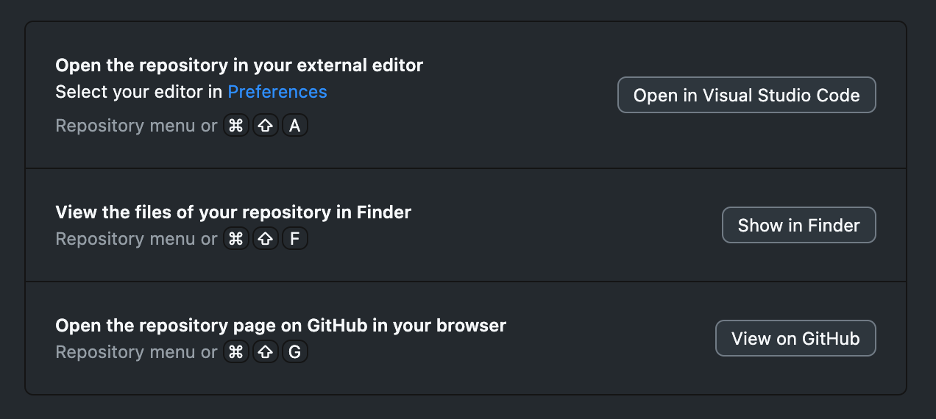 Open the repository in your external editor
Select your editor in Preferences
Open in Visual Studio Code
Repository menu or ⌘ ⇧ A
View the files of your repository in Finder
Show in Finder
Repository menu or ⌘ ⇧ F
Open the repository page on GitHub in your browser
View on GitHub
Repository menu or ⌘ ⇧ G